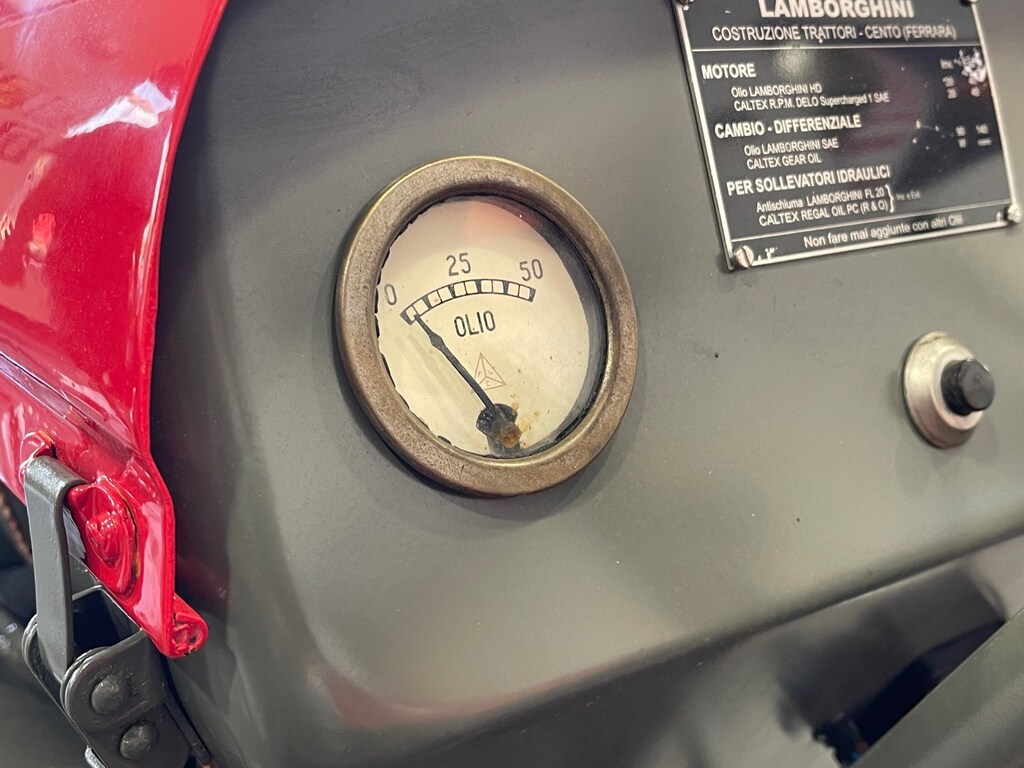 0
25
50
OLIO
LAMBORGHINI
COSTRUZIONE TRATTORI - CENTO (FERRARA)
MOTORE
Olio LAMBORGHINI HD
CALTEX R.P.M. DELO Supercharged 1 SAE
CAMBIO - DIFFERENZIALE
Olio LAMBORGHINI SAE
CALTEX GEAR OIL
PER SOLLEVATORI IDRAULICI
Antischiuma LAMBORGHINI FL 20
CALTEX REGAL OIL PC (R & O)
Non fare mai aggiunte con altri Olii